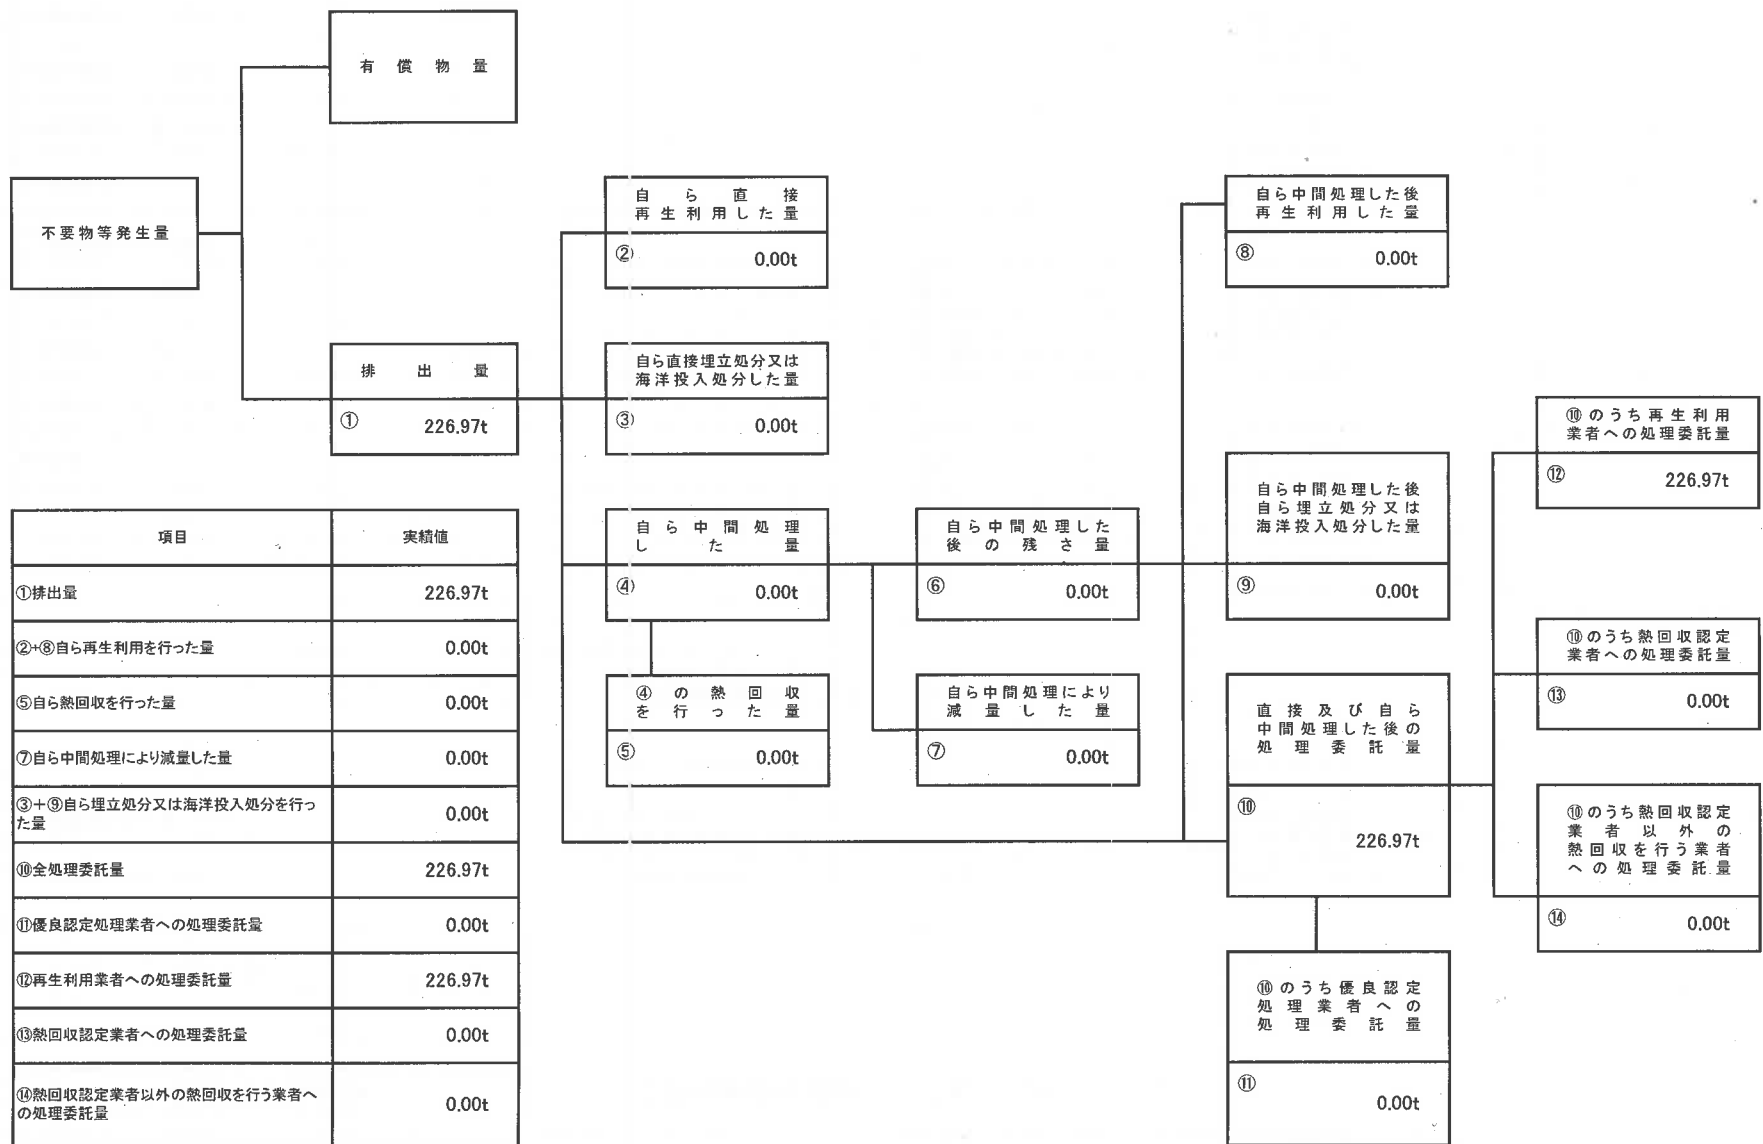 有償物量
不要物等発生量
排出量
① 226.97t
自ら直接
再生利用した量
② 0.00t
自ら直接埋立処分又は
海洋投入処分した量
③ 0.00t
自ら中間処理
した量
④ 0.00t
④の熱回収
を行った量
⑤ 0.00t
自ら中間処理した
後の残さ量
⑥ 0.00t
自ら中間処理により
減量した量
⑦ 0.00t
自ら中間処理した後
再生利用した量
⑧ 0.00t
自ら中間処理した後
自ら埋立処分又は
海洋投入処分した量
⑨ 0.00t
直接及び自ら
中間処理した後の
処理委託量
⑩
226.97t
⑩のうち優良認定
処理業者への
処理委託量
⑪
0.00t
⑩のうち再生利用
業者への処理委託量
⑫ 226.97t
⑩のうち熱回収認定
業者への処理委託量
⑬ 0.00t
⑩のうち熱回収認定
業者以外の
熱回収を行う業者
への処理委託量
⑭ 0.00t
項目 実績値
①排出量 226.97t
②+⑧自ら再生利用を行った量 0.00t
⑤自ら熱回収を行った量 0.00t
⑦自ら中間処理により減量した量 0.00t
③+⑨自ら埋立処分又は海洋投入処分を行っ
た量 0.00t
⑩全処理委託量 226.97t
⑪優良認定処理業者への処理委託量 0.00t
⑫再生利用業者への処理委託量 226.97t
⑬熱回収認定業者への処理委託量 0.00t
⑭熱回収認定業者以外の熱回収を行う業者へ
の処理委託量 0.00t